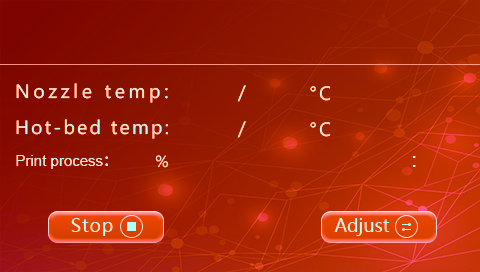 Nozzle temp: / °C
Hot-bed temp: / °C
Print process: % :
Stop
Adjust